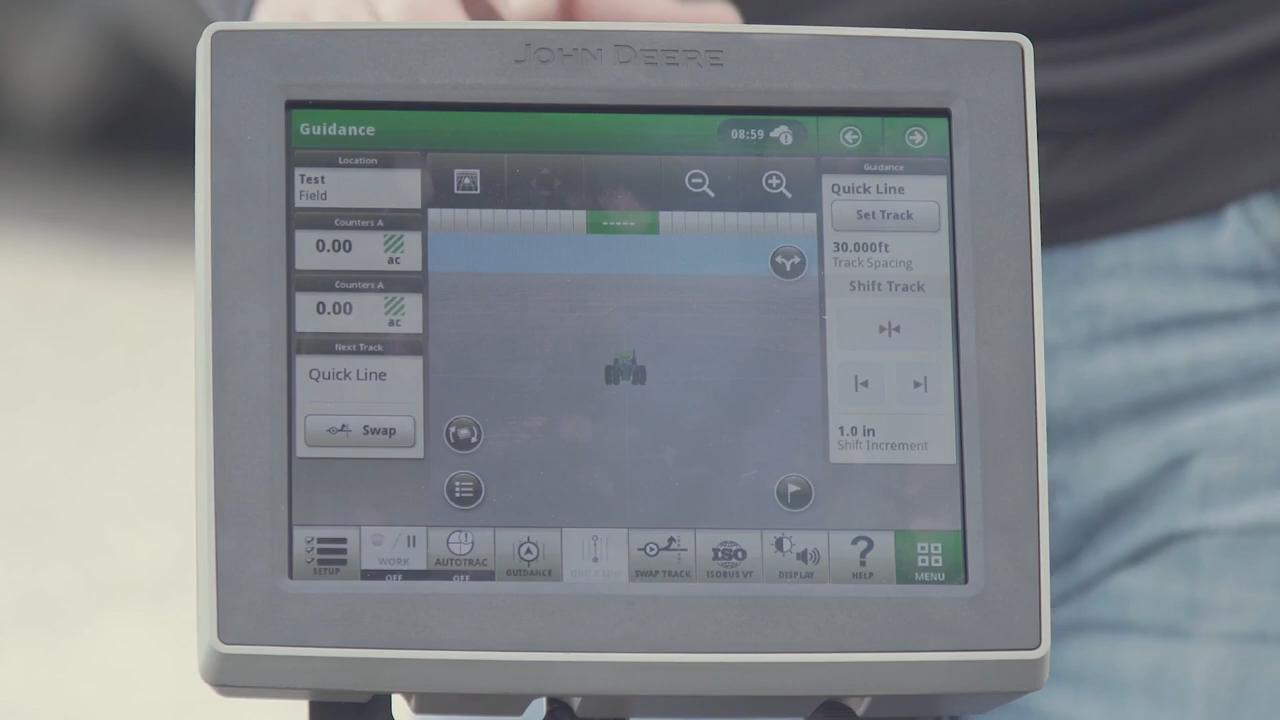 JOHN DEERE
Guidance
08:59
Location
Test
Field
Counters A
0.00
ac
Counters A
0.00
ac
Next Track
Quick Line
Swap
-----
Guidance
Quick Line
Set Track
30.000ft
Track Spacing
Shift Track
1.0 in
Shift Increment
SETUP
WORK
OFF
AUTOTRAC
OFF
GUIDANCE
SWAP TRACK
ISO
ISOBUS VT
DISPLAY
?
HELP
MENU